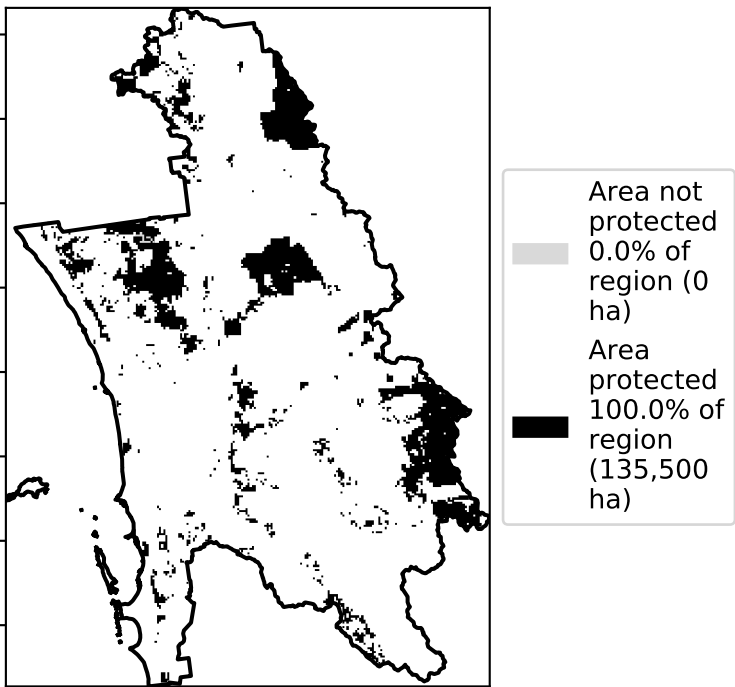 Area not
protected
0.0% of
region (0
ha)
Area
protected
100.0% of
region
(135,500
ha)